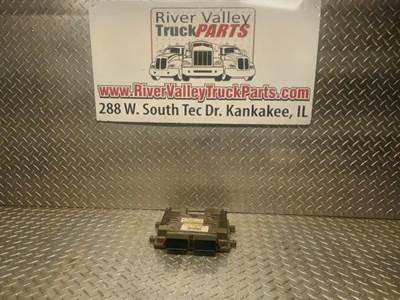 River Valley
TruckPARTS
www.RiverValleyTruckParts.com
288 W. South Tec Dr. Kankakee, IL